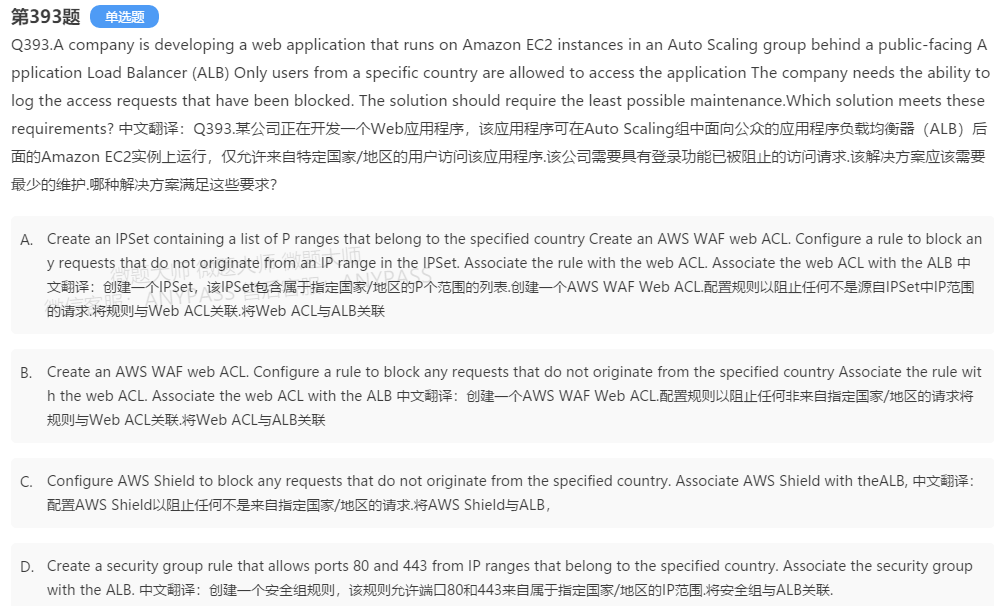 第393题 单选题
Q393.A company is developing a web application that runs on Amazon EC2 instances in an Auto Scaling group behind a public-facing A
pplication Load Balancer (ALB) Only users from a specific country are allowed to access the application The company needs the ability to
log the access requests that have been blocked. The solution should require the least possible maintenance.Which solution meets these
requirements? 中文翻译：Q393.某公司正在开发一个Web应用程序，该应用程序可在Auto Scaling组中面向公众的应用程序负载均衡器（ALB）后
面的Amazon EC2实例上运行，仅允许来自特定国家/地区的用户访问该应用程序.该公司需要具有登录功能已被阻止的访问请求.该解决方案应该需要
最少的维护.哪种解决方案满足这些要求？
A. Create an IPSet containing a list of P ranges that belong to the specified country Create an AWS WAF web ACL. Configure a rule to block an
y requests that do not originate from an IP range in the IPSet. Associate the rule with the web ACL. Associate the web ACL with the ALB 中
文翻译：创建一个IPSet，该IPSet包含属于指定国家/地区的P个范围的列表.创建一个AWS WAF Web ACL.配置规则以阻止任何不是源自IPSet中IP范围
的请求.将规则与Web ACL关联.将Web ACL与ALB关联
B. Create an AWS WAF web ACL. Configure a rule to block any requests that do not originate from the specified country Associate the rule wit
h the web ACL. Associate the web ACL with the ALB 中文翻译：创建一个AWS WAF Web ACL.配置规则以阻止任何非来自指定国家/地区的请求将
规则与Web ACL关联.将Web ACL与ALB关联
C. Configure AWS Shield to block any requests that do not originate from the specified country. Associate AWS Shield with theALB, 中文翻译：
配置AWS Shield以阻止任何不是来自指定国家/地区的请求.将AWS Shield与ALB，
D. Create a security group rule that allows ports 80 and 443 from IP ranges that belong to the specified country. Associate the security group
with the ALB. 中文翻译：创建一个安全组规则，该规则允许端口80和443来自属于指定国家/地区的IP范围.将安全组与ALB关联.